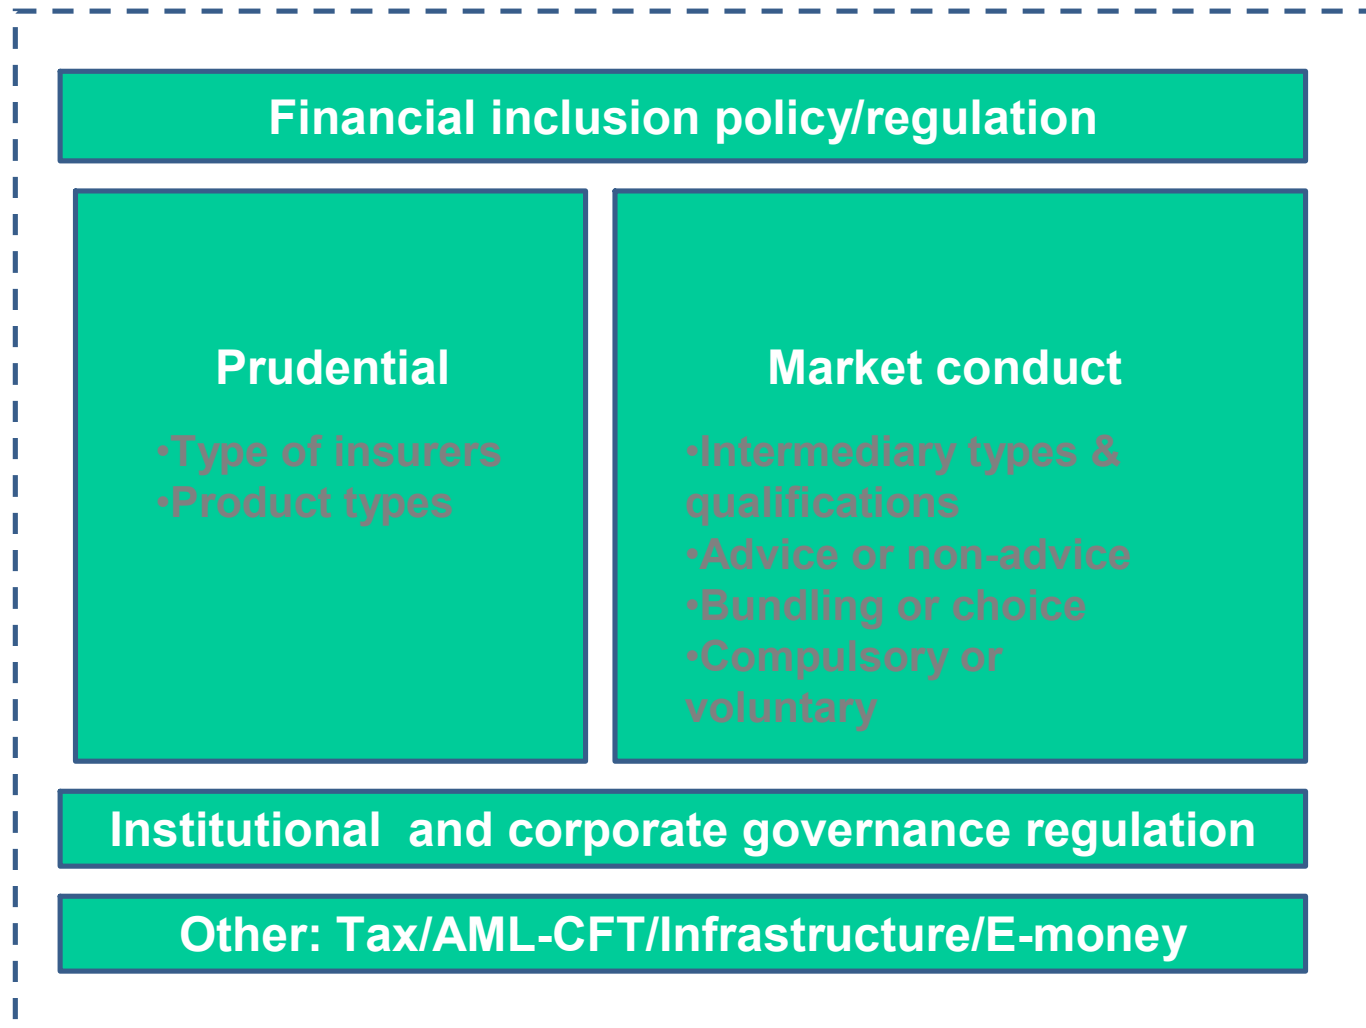 Financial inclusion policy/regulation
Prudential
•Type of insurers
•Product types
Market conduct
•Intermediary types &
qualifications
•Advice or non-advice
•Bundling or choice
•Compulsory or
voluntary
Institutional  and corporate governance regulation
Other: Tax/AML-CFT/Infrastructure/E-money